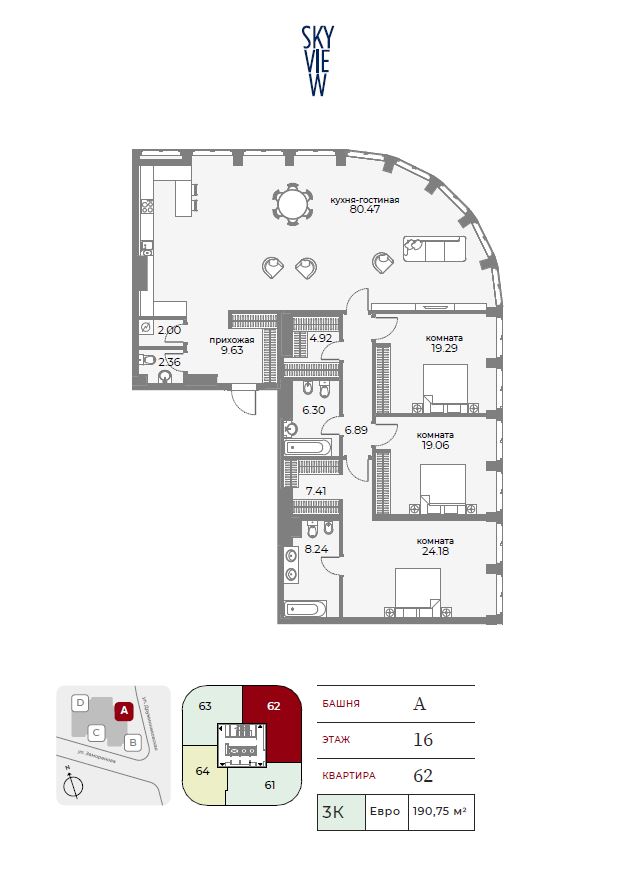 SKY
VIE
W
кухня-гостиная
80.47
2.00
прихожая
9.63
4.92
комната
19.29
2.36
6.30
6.89
комната
19.06
7.41
8.24
комната
24.18
D
A
C
B
ул. Дружинниковская
ул. Заморенова
N
63
62
64
61
БАШНЯ
A
ЭТАЖ
16
КВАРТИРА
62
3К
Евро
190,75 м²